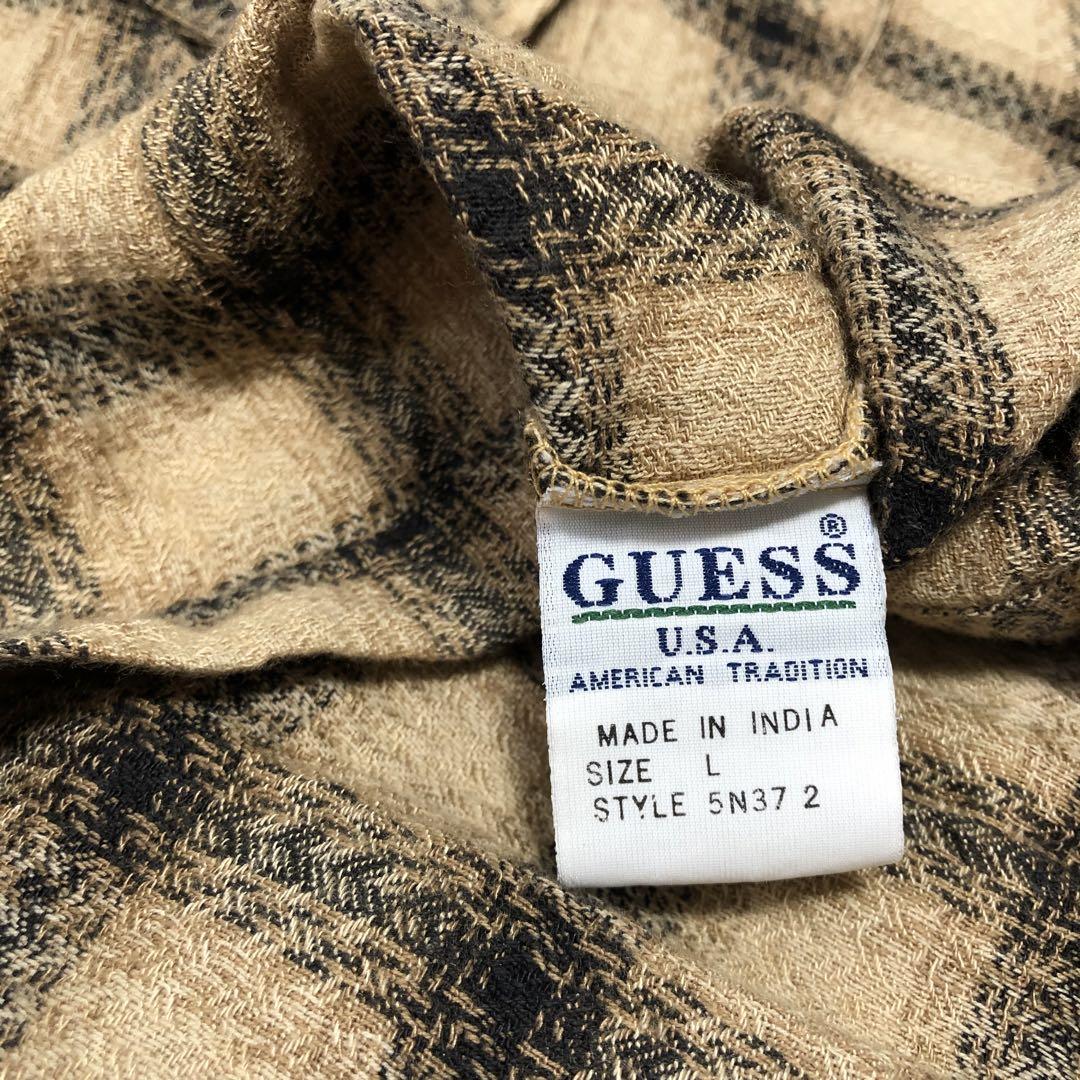 GUESS®
U.S.A.
AMERICAN TRADITION
MADE IN INDIA
SIZE L
STYLE 5N37 2